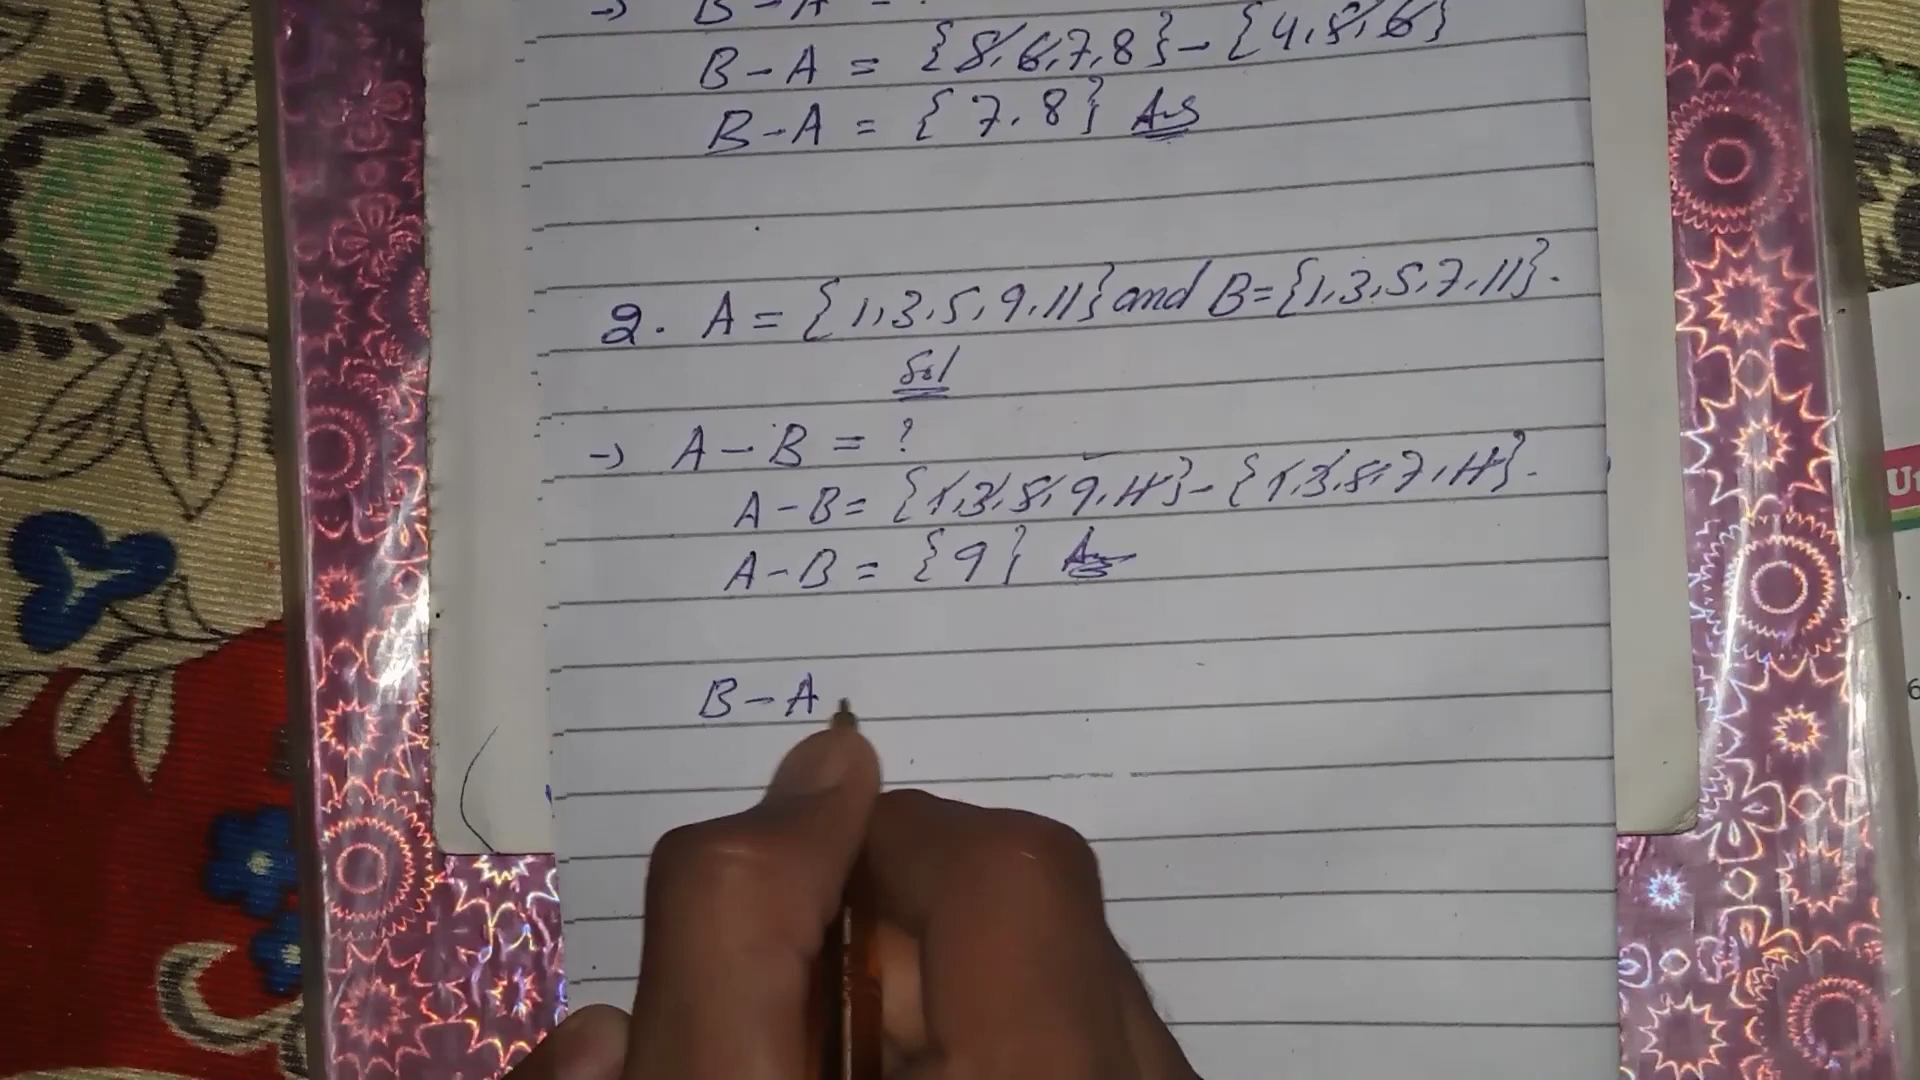 → B-A = ?
B-A = {5,6,7,8}-{4,5,6}
B-A = {7,8} Ans
2. A = {1,3,5,9,11} and B={1,3,5,7,11}.
Sol
→ A-B = ?
A-B = {1,3,5,9,11}-{1,3,5,7,11}.
A-B = {9} Ans
B-A
6